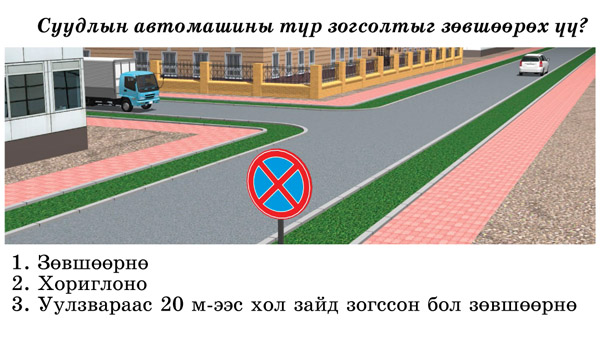 Суудлын автомашины түр зогсолтыг зөвшөөрөх үү?
1. Зөвшөөрнө
2. Хориглоно
3. Уулзвараас 20 м-ээс хол зайд зогссон бол зөвшөөрнө